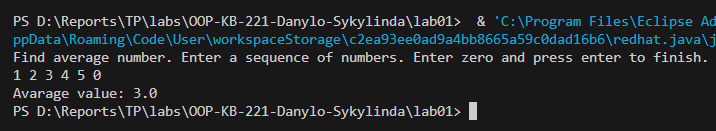 PS D:\Reports\TP\labs\OOP-KB-221-Danylo-Sykylinda\lab01>  & 'C:\Program Files\Eclipse Ad
ppData\Roaming\Code\User\workspaceStorage\c2ea93ee0ad9a4bb8665a59c0dad16b6\redhat.java\j
Find average number. Enter a sequence of numbers. Enter zero and press enter to finish.
1 2 3 4 5 0
Avarage value: 3.0
PS D:\Reports\TP\labs\OOP-KB-221-Danylo-Sykylinda\lab01>